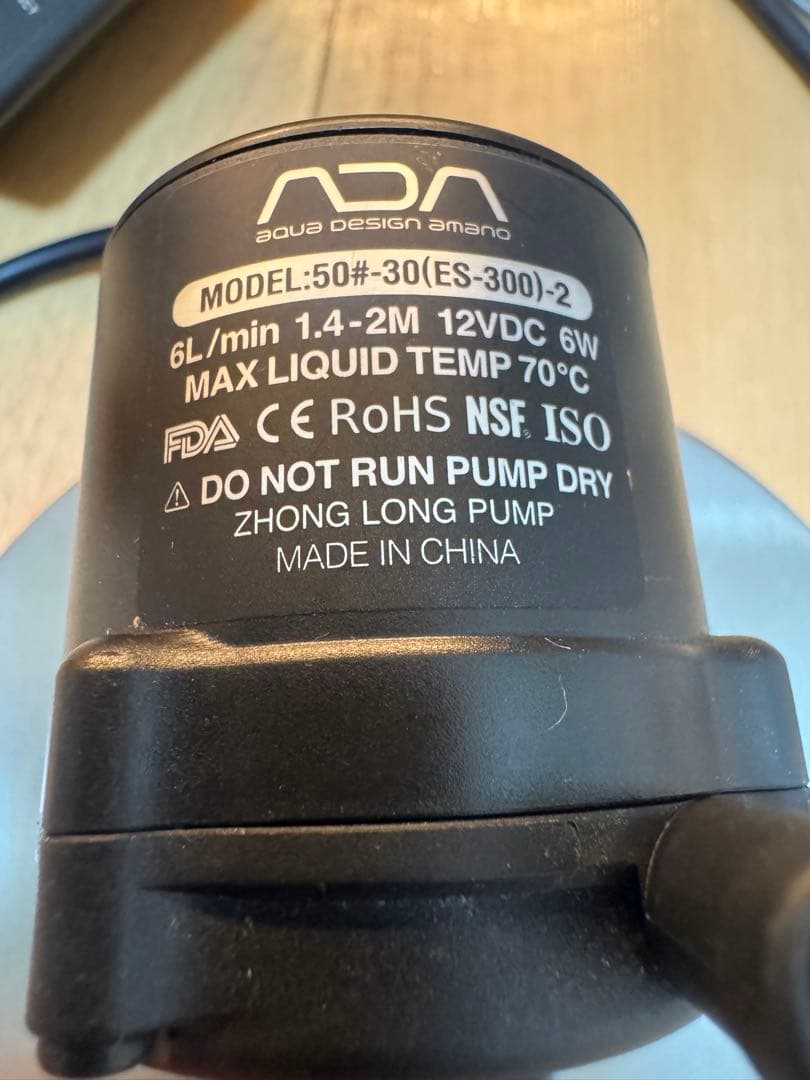 ADA
aqua DESIGN amano
MODEL:50#-30(ES-300)-2
6L/min 1.4-2M 12VDC 6W
MAX LIQUID TEMP 70°C
FDA CE RoHS NSF ISO
⚠ DO NOT RUN PUMP DRY
ZHONG LONG PUMP
MADE IN CHINA